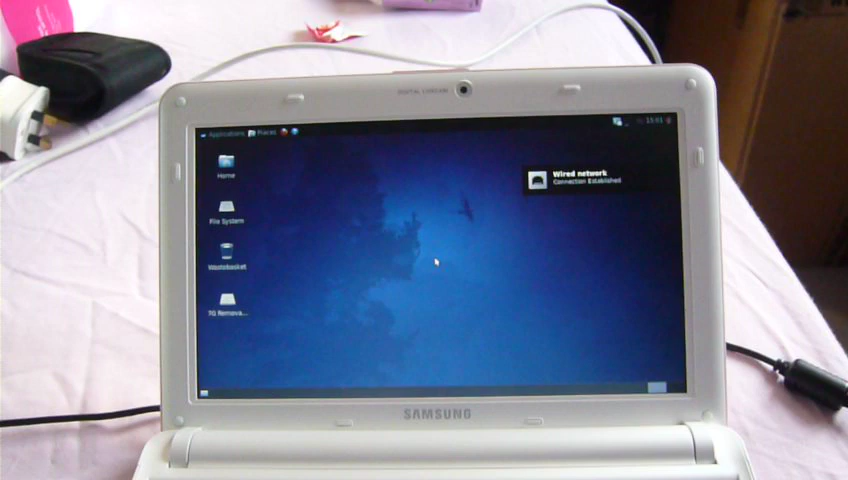 DIGITAL CAMERA
Applications Places 15:01
Home
Wired network
Connection Established
File System
Wastebasket
7G Remova...
SAMSUNG